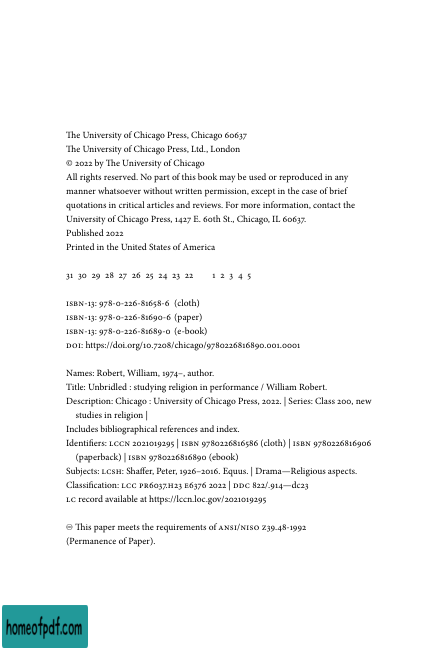 The University of Chicago Press, Chicago 60637
The University of Chicago Press, Ltd., London
© 2022 by The University of Chicago
All rights reserved. No part of this book may be used or reproduced in any
manner whatsoever without written permission, except in the case of brief
quotations in critical articles and reviews. For more information, contact the
University of Chicago Press, 1427 E. 60th St., Chicago, IL 60637.
Published 2022
Printed in the United States of America
31 30 29 28 27 26 25 24 23 22 1 2 3 4 5
ISBN-13: 978-0-226-81658-6 (cloth)
ISBN-13: 978-0-226-81690-6 (paper)
ISBN-13: 978-0-226-81689-0 (e-book)
DOI: https://doi.org/10.7208/chicago/9780226816890.001.0001
Names: Robert, William, 1974–, author.
Title: Unbridled : studying religion in performance / William Robert.
Description: Chicago : University of Chicago Press, 2022. | Series: Class 200, new
studies in religion |
Includes bibliographical references and index.
Identifiers: LCCN 2021019295 | ISBN 9780226816586 (cloth) | ISBN 9780226816906
(paperback) | ISBN 9780226816890 (ebook)
Subjects: LCSH: Shaffer, Peter, 1926–2016. Equus. | Drama—Religious aspects.
Classification: LCC PR6037.H23 E6376 2022 | DDC 822/.914—dc23
LC record available at https://lccn.loc.gov/2021019295
♾ This paper meets the requirements of ANSI/NISO Z39.48-1992
(Permanence of Paper).
homeofpdf.com